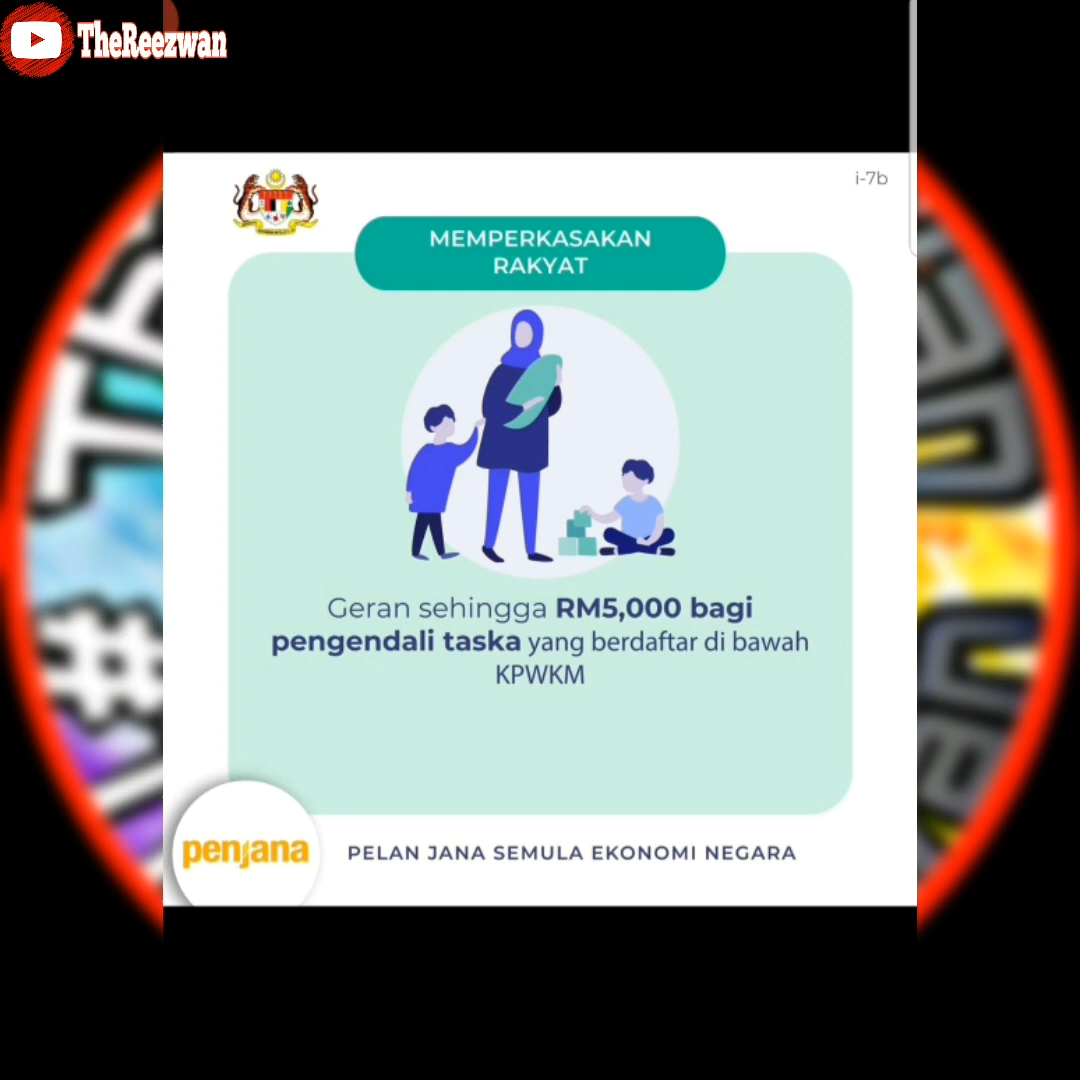 TheReezwan
i-7b
MEMPERKASAKAN
RAKYAT
Geran sehingga RM5,000 bagi
pengendali taska yang berdaftar di bawah
KPWKM
penjana
PELAN JANA SEMULA EKONOMI NEGARA